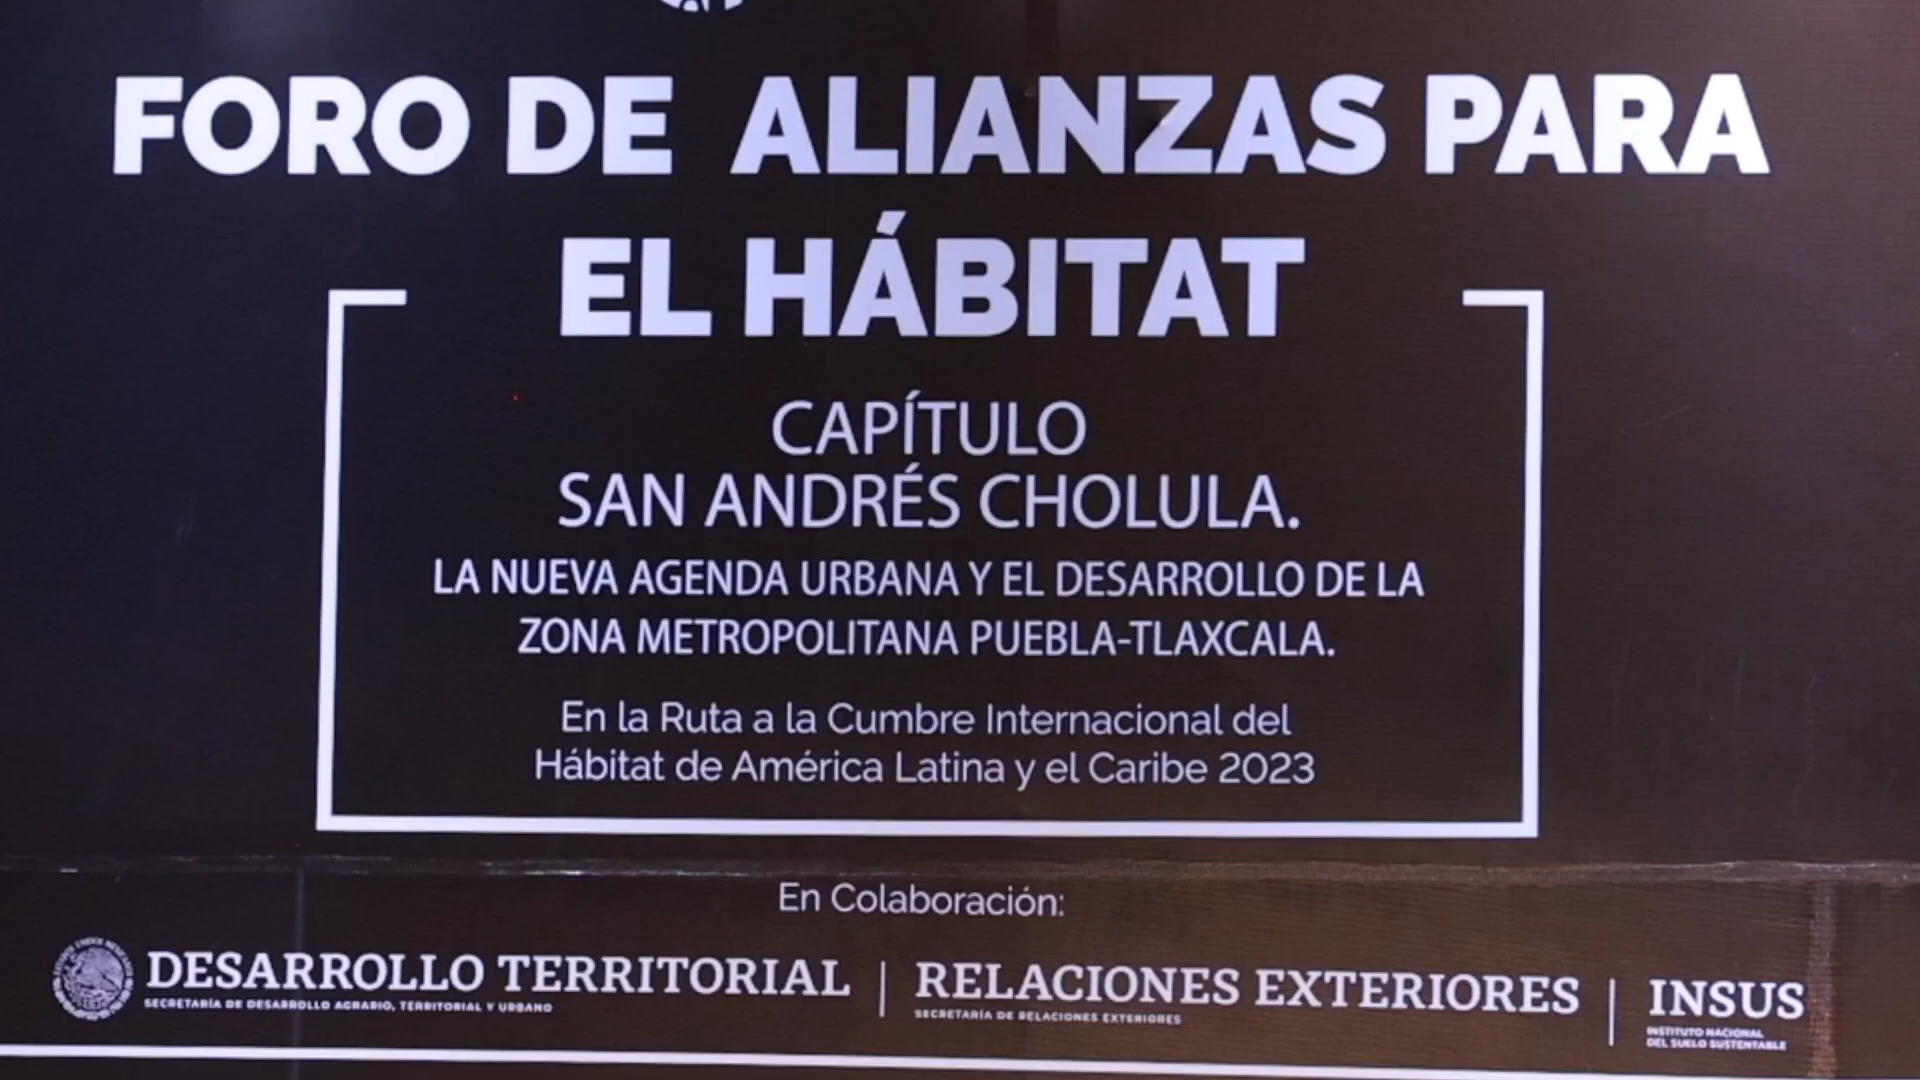 FORO DE ALIANZAS PARA
EL HÁBITAT
CAPÍTULO
SAN ANDRÉS CHOLULA.
LA NUEVA AGENDA URBANA Y EL DESARROLLO DE LA
ZONA METROPOLITANA PUEBLA-TLAXCALA.
En la Ruta a la Cumbre Internacional del
Hábitat de América Latina y el Caribe 2023
En Colaboración:
DESARROLLO TERRITORIAL
SECRETARÍA DE DESARROLLO AGRARIO, TERRITORIAL Y URBANO
RELACIONES EXTERIORES
SECRETARÍA DE RELACIONES EXTERIORES
INSUS
INSTITUTO NACIONAL
DEL SUELO SUSTENTABLE